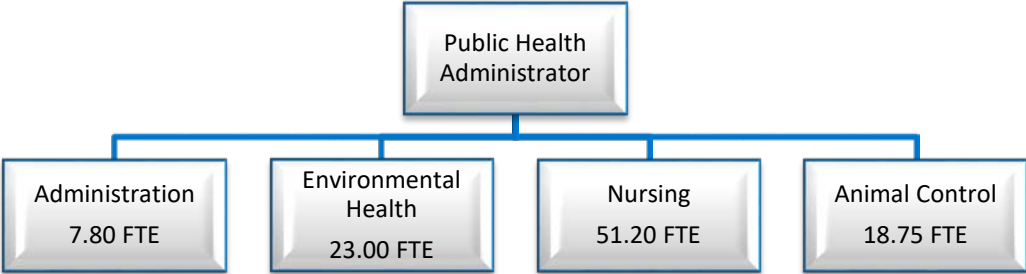 Public Health
Administrator
Administration
7.80 FTE
Environmental
Health
23.00 FTE
Nursing
51.20 FTE
Animal Control
18.75 FTE